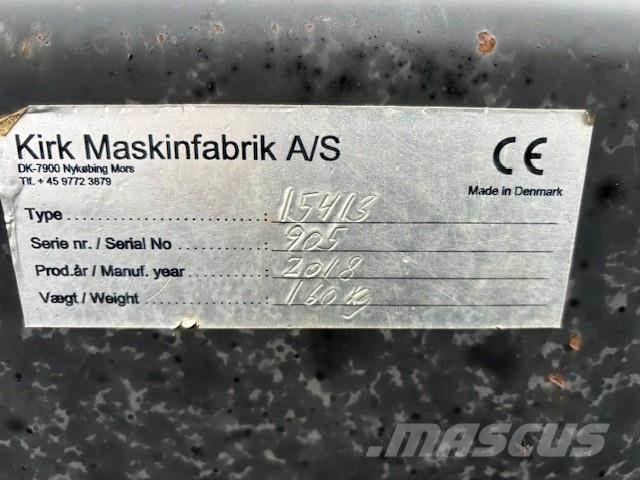 Kirk Maskinfabrik A/S
DK-7900 Nykøbing Mors
Tlf. + 45 9772 3879
CE
Made in Denmark
Type : 15413
Serie nr. / Serial No : 905
Prod.år / Manuf. year : 2018
Vægt / Weight : 160 kg
MASCUS